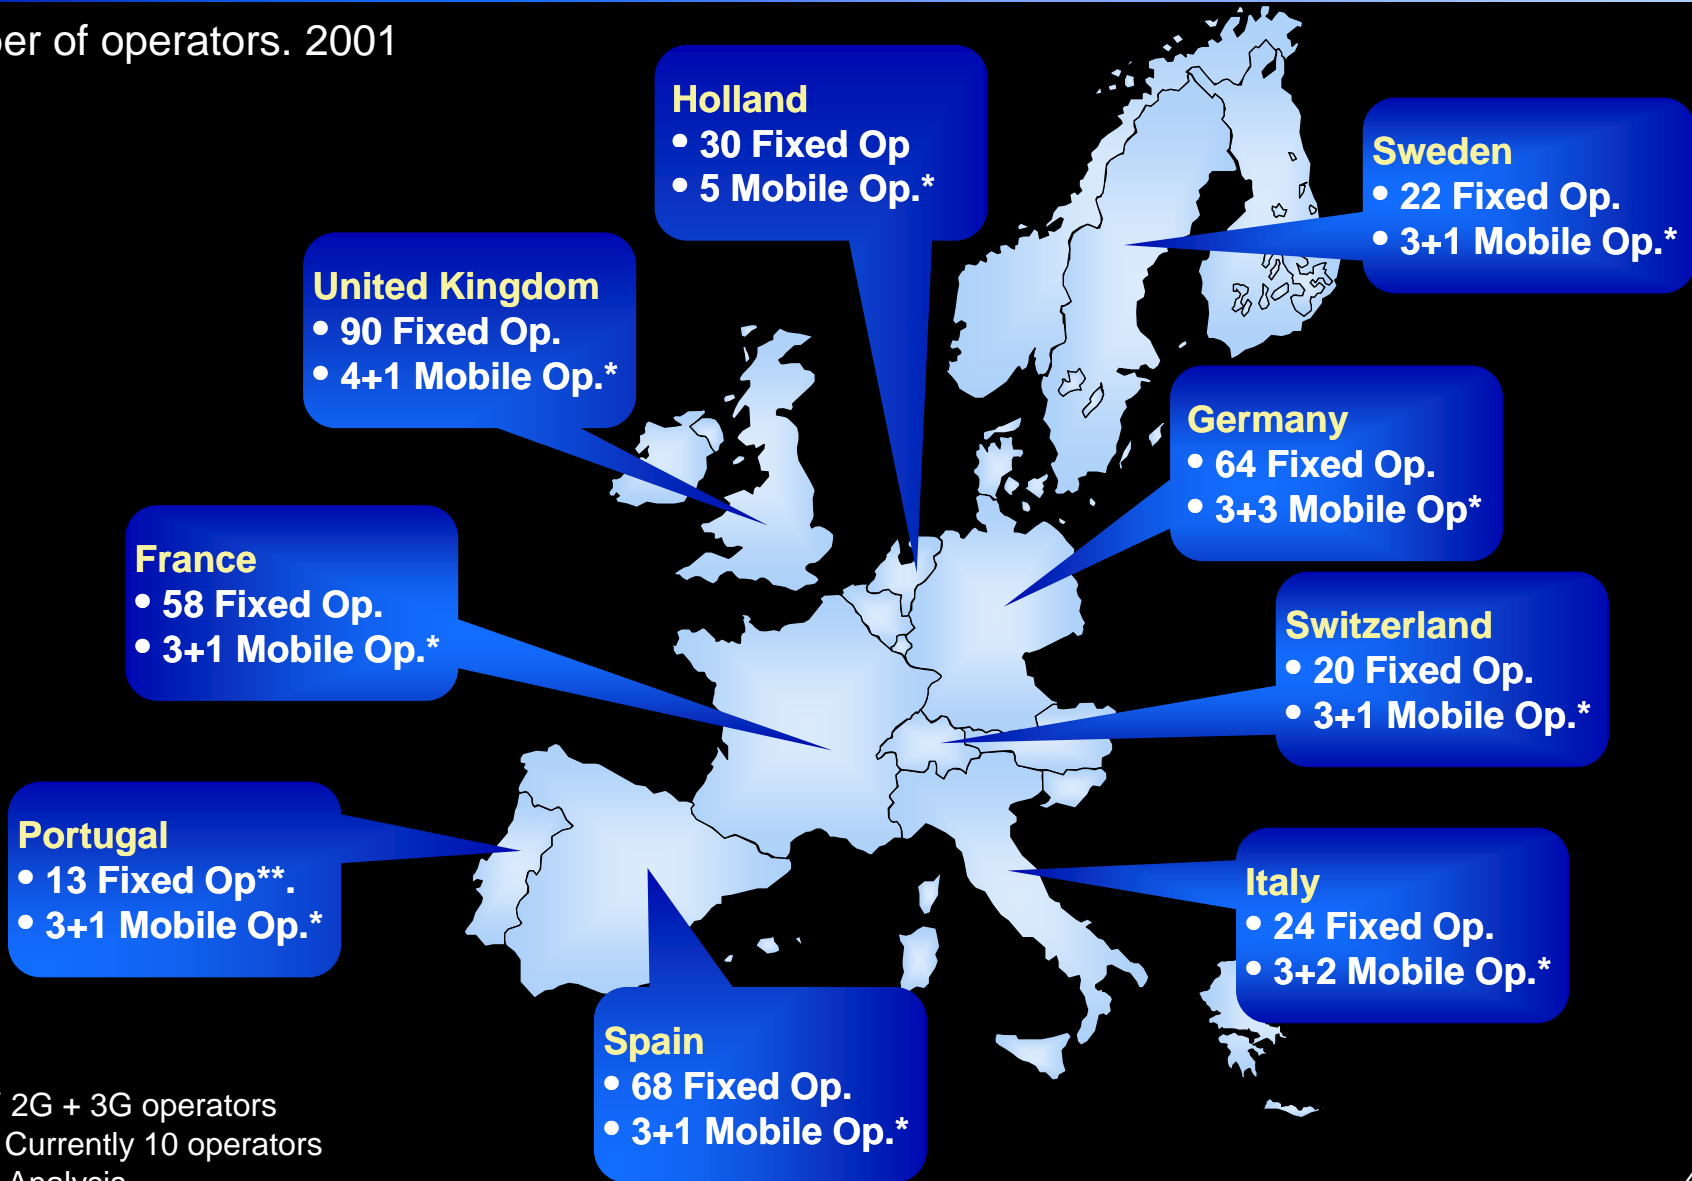 of operators. 2001
Holland
• 30 Fixed Op
• 5 Mobile Op.*
Sweden
• 22 Fixed Op.
• 3+1 Mobile Op.*
United Kingdom
• 90 Fixed Op.
• 4+1 Mobile Op.*
Germany
• 64 Fixed Op.
• 3+3 Mobile Op*
France
• 58 Fixed Op.
• 3+1 Mobile Op.*
Switzerland
• 20 Fixed Op.
• 3+1 Mobile Op.*
Portugal
• 13 Fixed Op**.
• 3+1 Mobile Op.*
Italy
• 24 Fixed Op.
• 3+2 Mobile Op.*
Spain
• 68 Fixed Op.
• 3+1 Mobile Op.*
2G + 3G operators
Currently 10 operators
Analysis